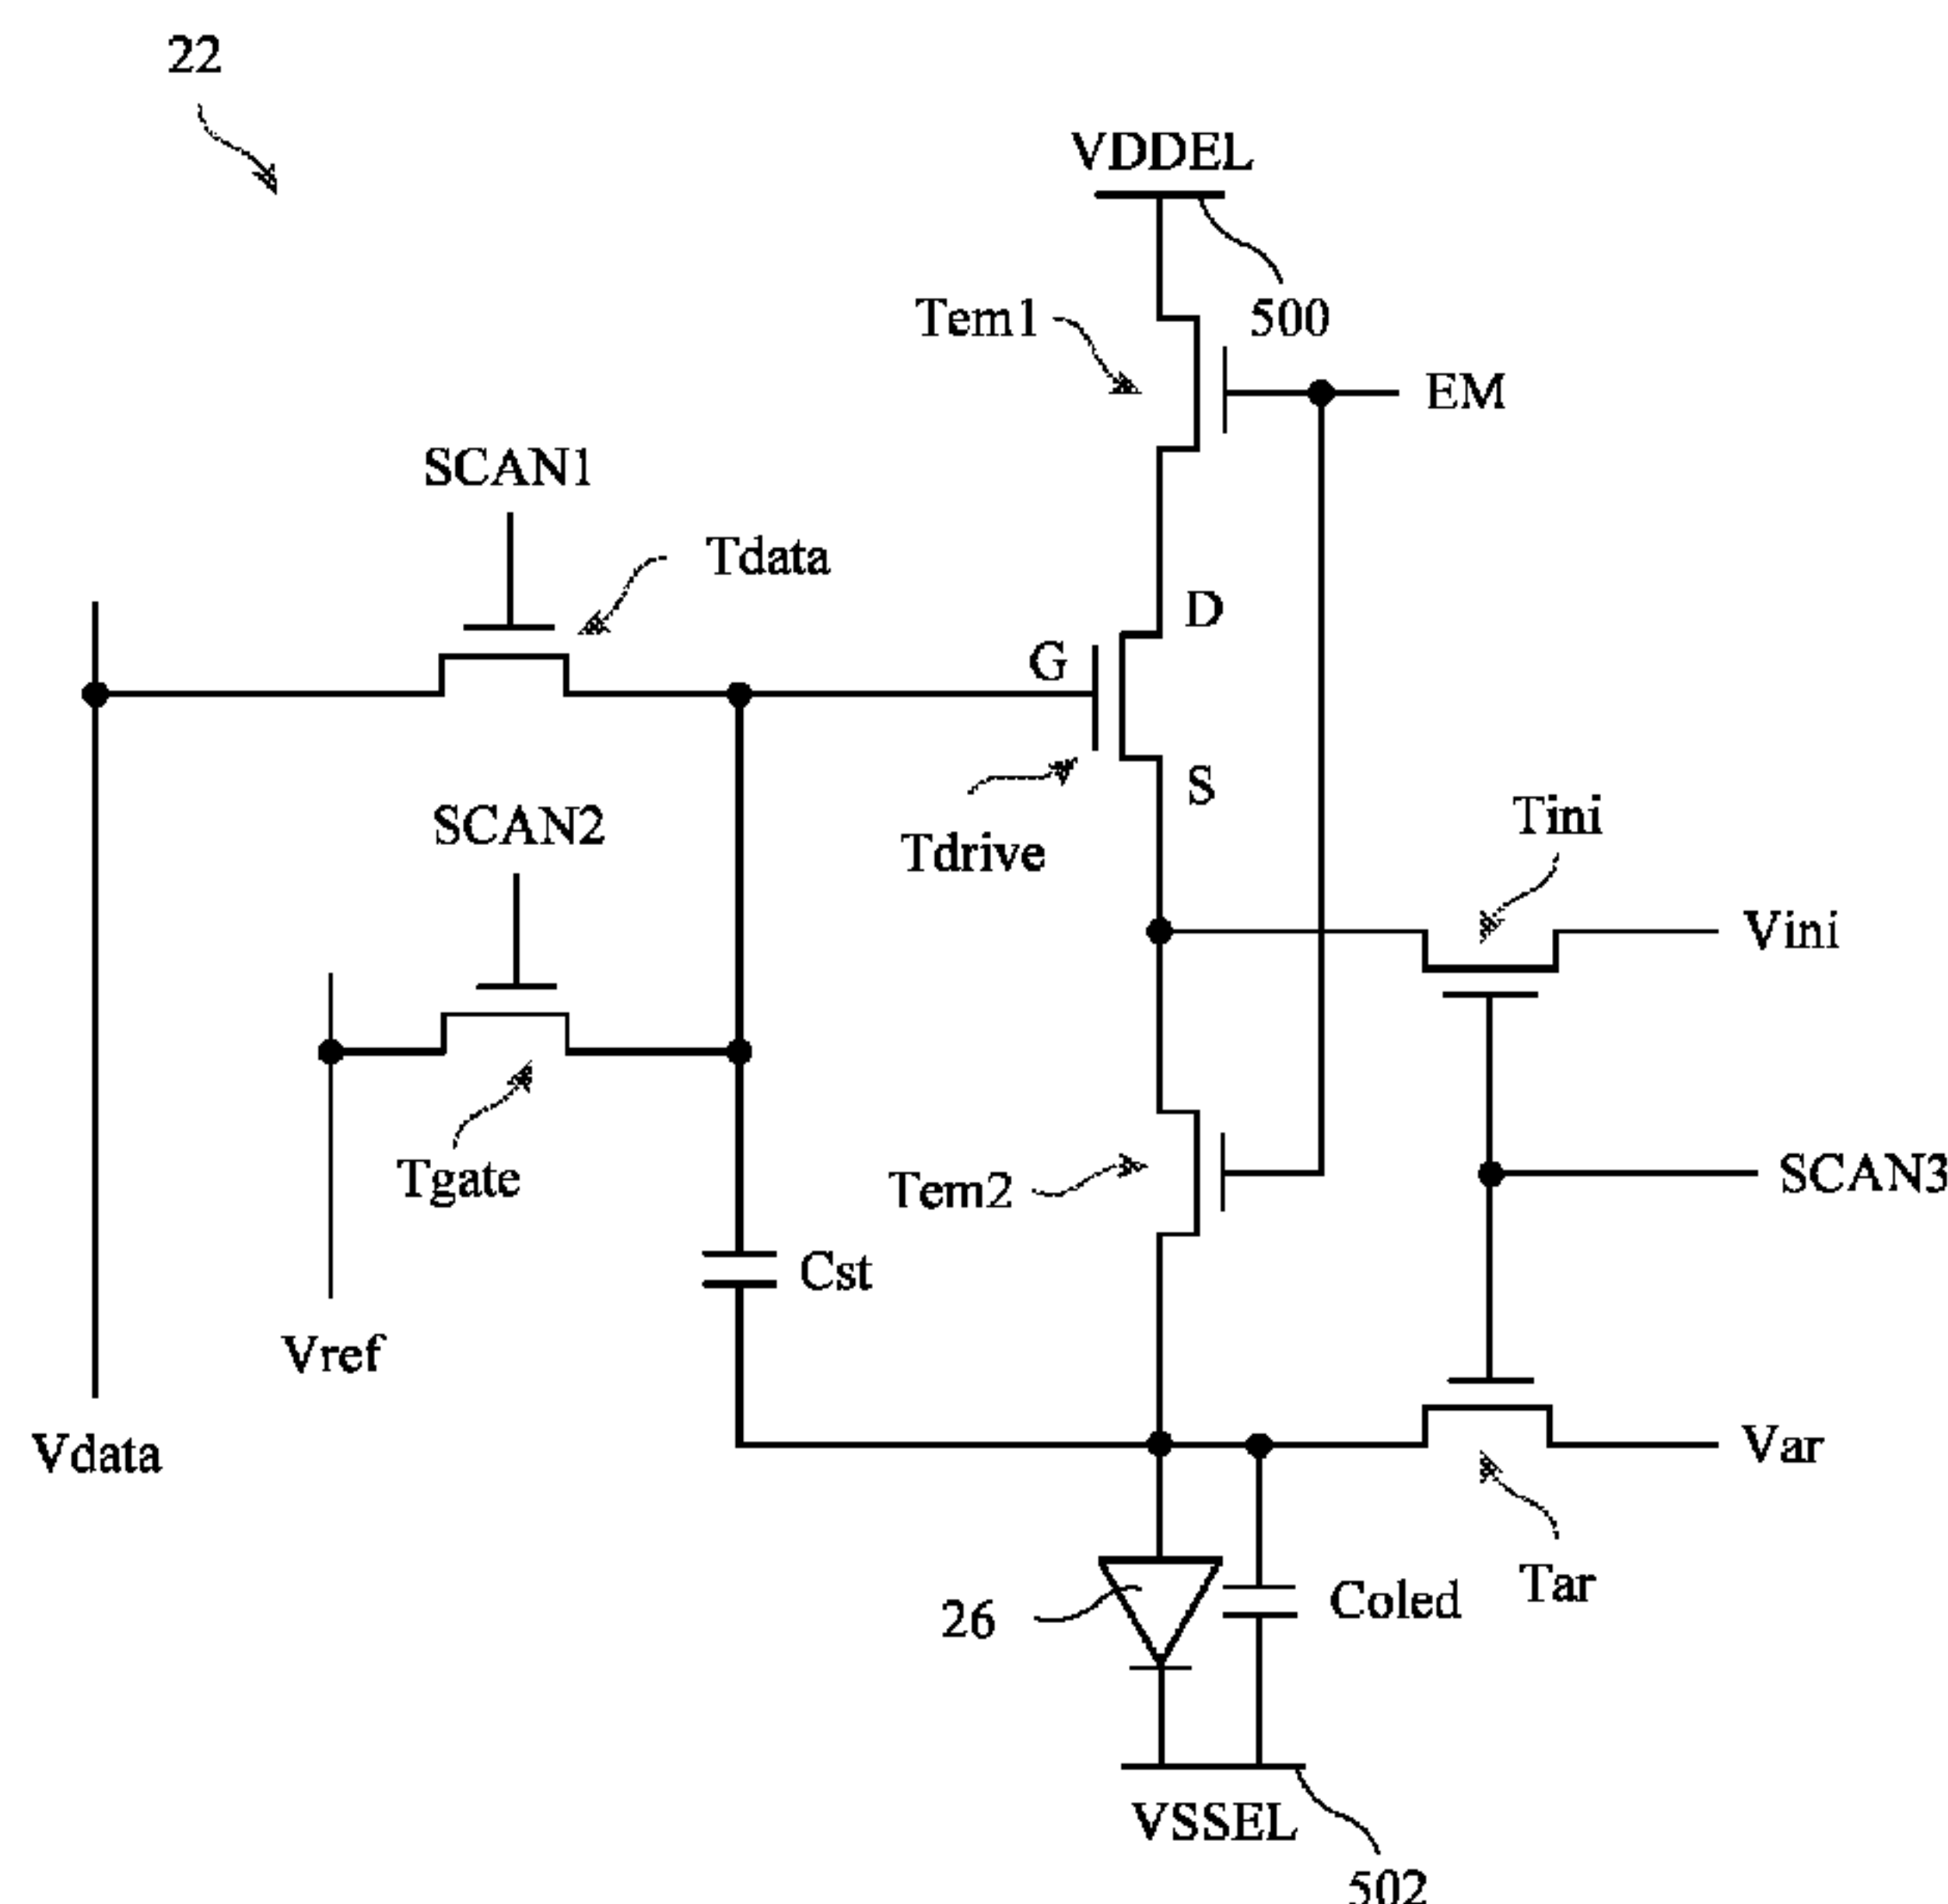 22
VDDEL
500
Tem1
EM
SCAN1
Tdata
D
G
S
Tdrive
SCAN2
Tini
Vini
Tgate
Tem2
SCAN3
Cst
Vref
Vdata
Var
Tar
26
Coled
VSSEL
502